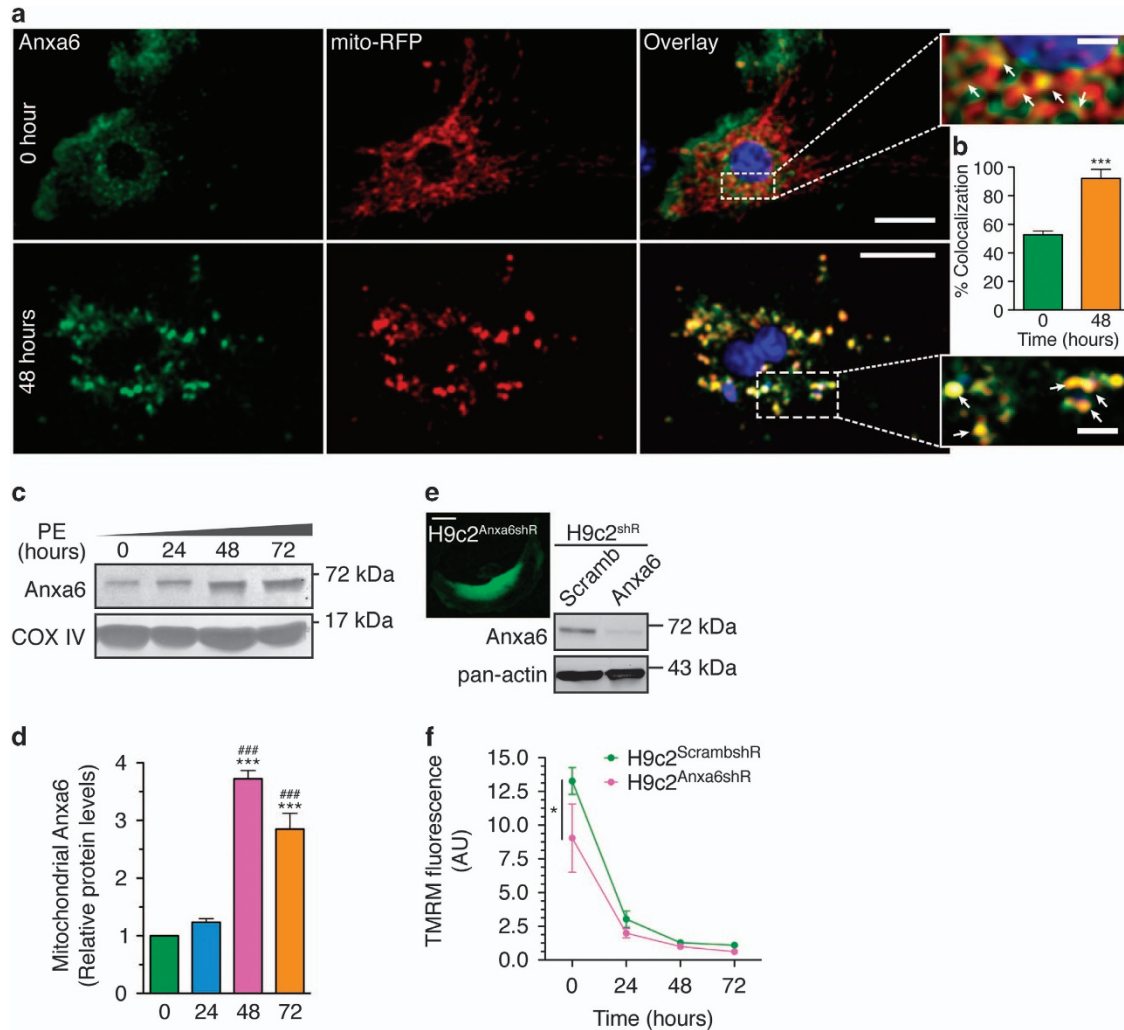 a
Anxa6
mito-RFP
Overlay
0 hour
48 hours
b
% Colocalization
100
80
60
40
20
0
***
0 48
Time (hours)
c
PE
(hours) 0 24 48 72
Anxa6
72 kDa
COX IV
17 kDa
d
Mitochondrial Anxa6
(Relative protein levels)
4
3
2
1
0
###
***
###
***
0 24 48 72
e
H9c2Anxa6shR
H9c2shR
Scramb Anxa6
Anxa6
72 kDa
pan-actin
43 kDa
f
TMRM fluorescence
(AU)
15.0
12.5
10.0
7.5
5.0
2.5
0.0
*
H9c2ScrambshR
H9c2Anxa6shR
0 24 48 72
Time (hours)